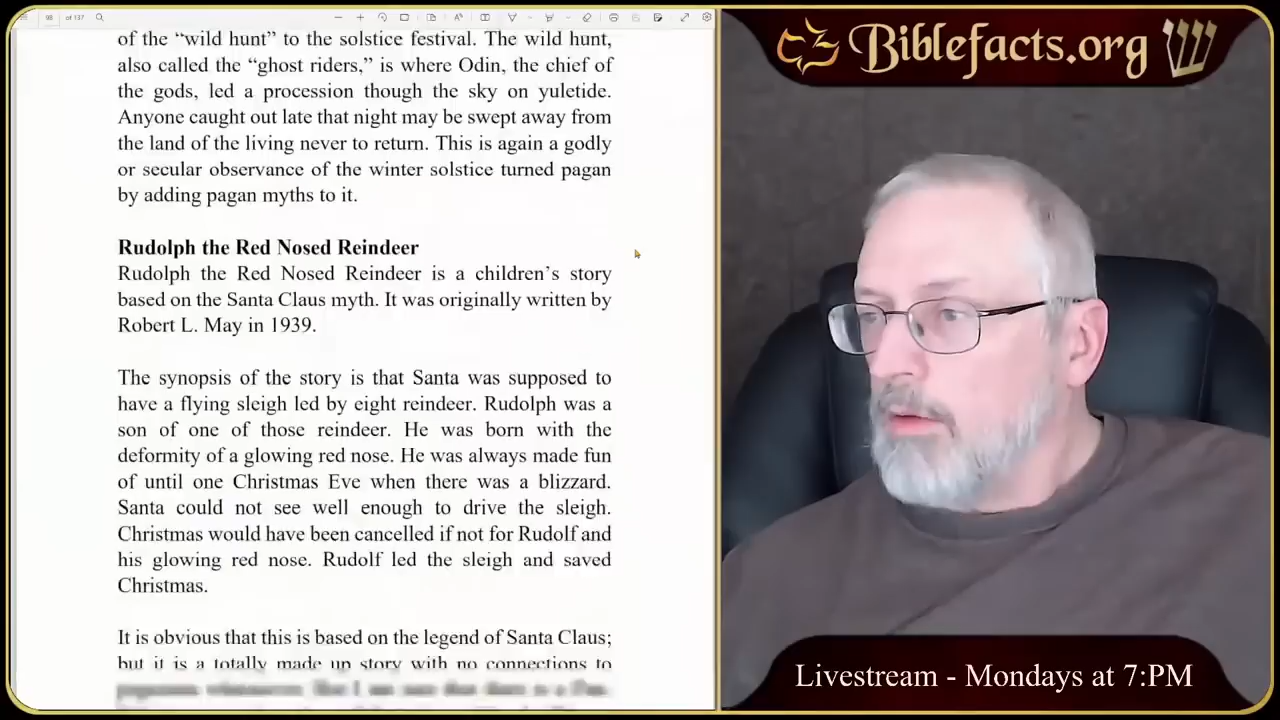 98 of 137
of the “wild hunt” to the solstice festival. The wild hunt,
also called the “ghost riders,” is where Odin, the chief of
the gods, led a procession though the sky on yuletide.
Anyone caught out late that night may be swept away from
the land of the living never to return. This is again a godly
or secular observance of the winter solstice turned pagan
by adding pagan myths to it.
Rudolph the Red Nosed Reindeer
Rudolph the Red Nosed Reindeer is a children’s story
based on the Santa Claus myth. It was originally written by
Robert L. May in 1939.
The synopsis of the story is that Santa was supposed to
have a flying sleigh led by eight reindeer. Rudolph was a
son of one of those reindeer. He was born with the
deformity of a glowing red nose. He was always made fun
of until one Christmas Eve when there was a blizzard.
Santa could not see well enough to drive the sleigh.
Christmas would have been cancelled if not for Rudolf and
his glowing red nose. Rudolf led the sleigh and saved
Christmas.
It is obvious that this is based on the legend of Santa Claus;
but it is a totally made up story with no connections to
Biblefacts.org
Livestream - Mondays at 7:PM